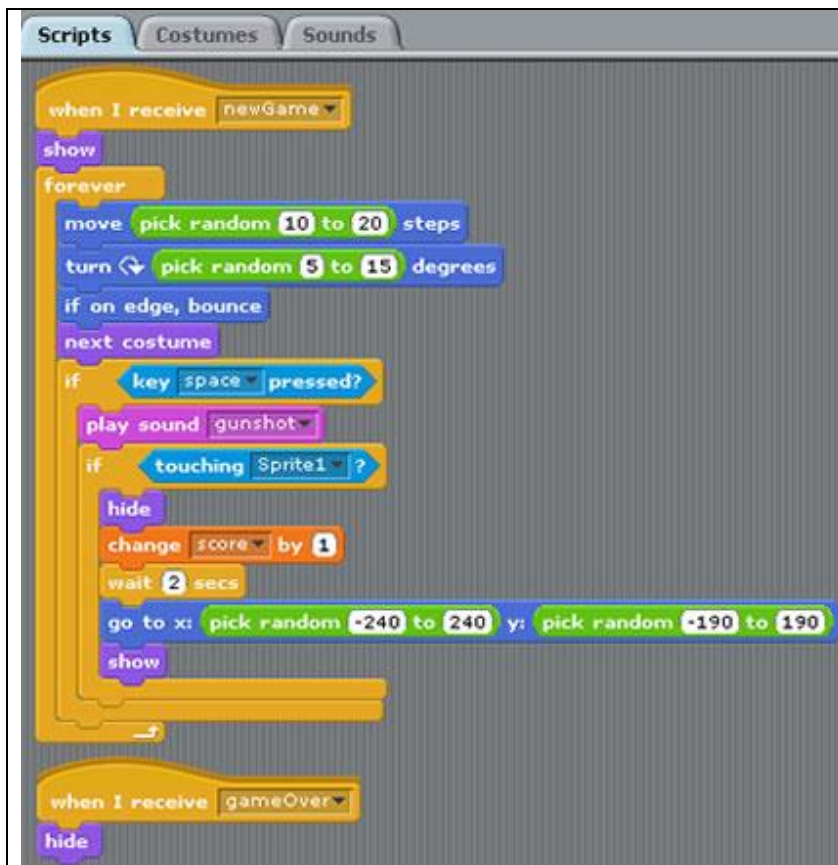 Scripts Costumes Sounds
when I receive newGame
show
forever
move pick random 10 to 20 steps
turn pick random 5 to 15 degrees
if on edge, bounce
next costume
if key space pressed?
play sound gunshot
if touching Sprite1 ?
hide
change score by 1
wait 2 secs
go to x: pick random -240 to 240 y: pick random -190 to 190
show
when I receive gameOver
hide